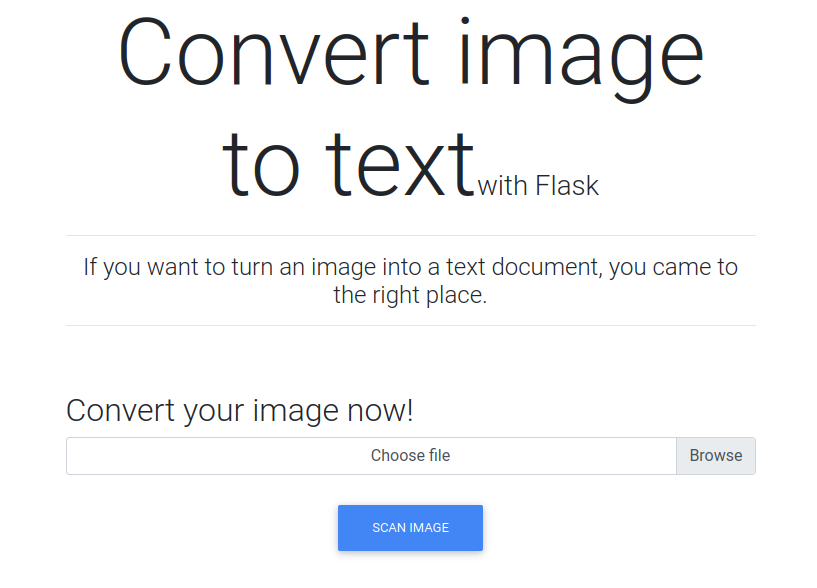 Convert image
to text with Flask
If you want to turn an image into a text document, you came to
the right place.
Convert your image now!
Choose file Browse
SCAN IMAGE